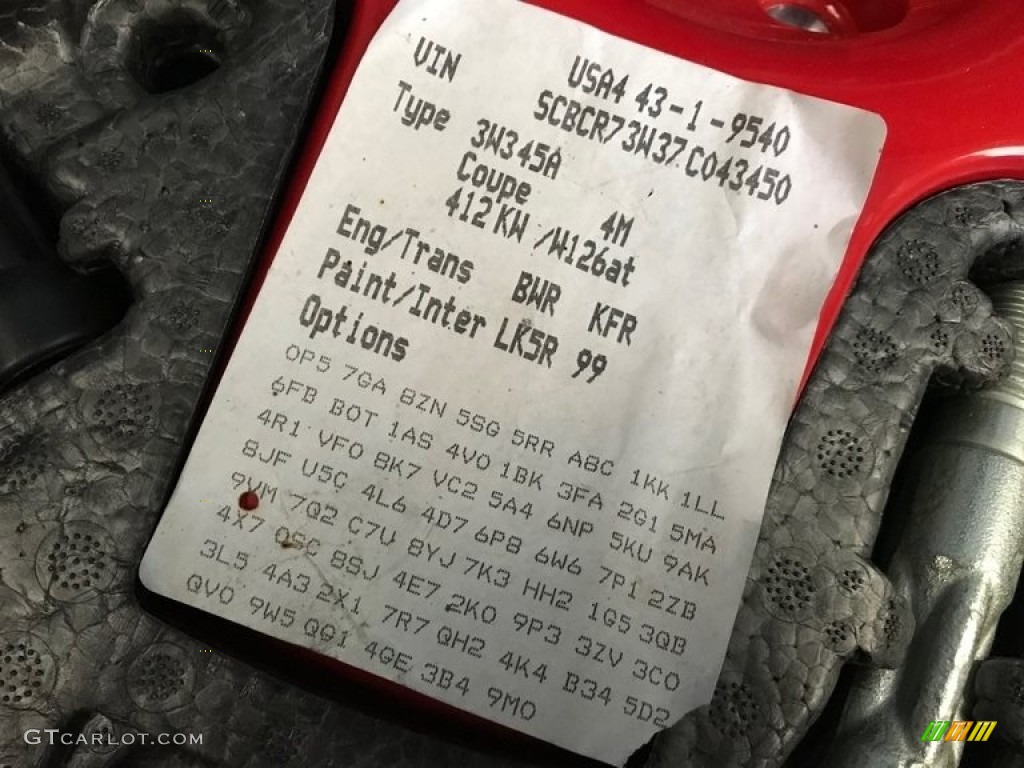 USA4 43-1-9540
VIN SCBCR73W37C043450
Type 3W345A 4M
Coupe
412 KW /W126at
Eng/Trans BWR KFR
Paint/Inter LK5R 99
Options
0P5 7GA 8ZN 5SG 5RR A8C 1KK 1LL
6FB B0T 1AS 4V0 1BK 3FA 2G1 5MA
4R1 VF0 8K7 VC2 5A4 6NP 5KU 9AK
8JF U5C 4L6 4D7 6P8 6W6 7P1 2ZB
9VM 7Q2 C7U 8YJ 7K3 HH2 1G5 3QB
4X7 0SC 8SJ 4E7 2K0 9P3 3ZV 3C0
3L5 4A3 2X1 7R7 QH2 4K4 B34 5D2
QV0 9W5 QQ1 4GE 3B4 9M0
GTCARLOT.COM